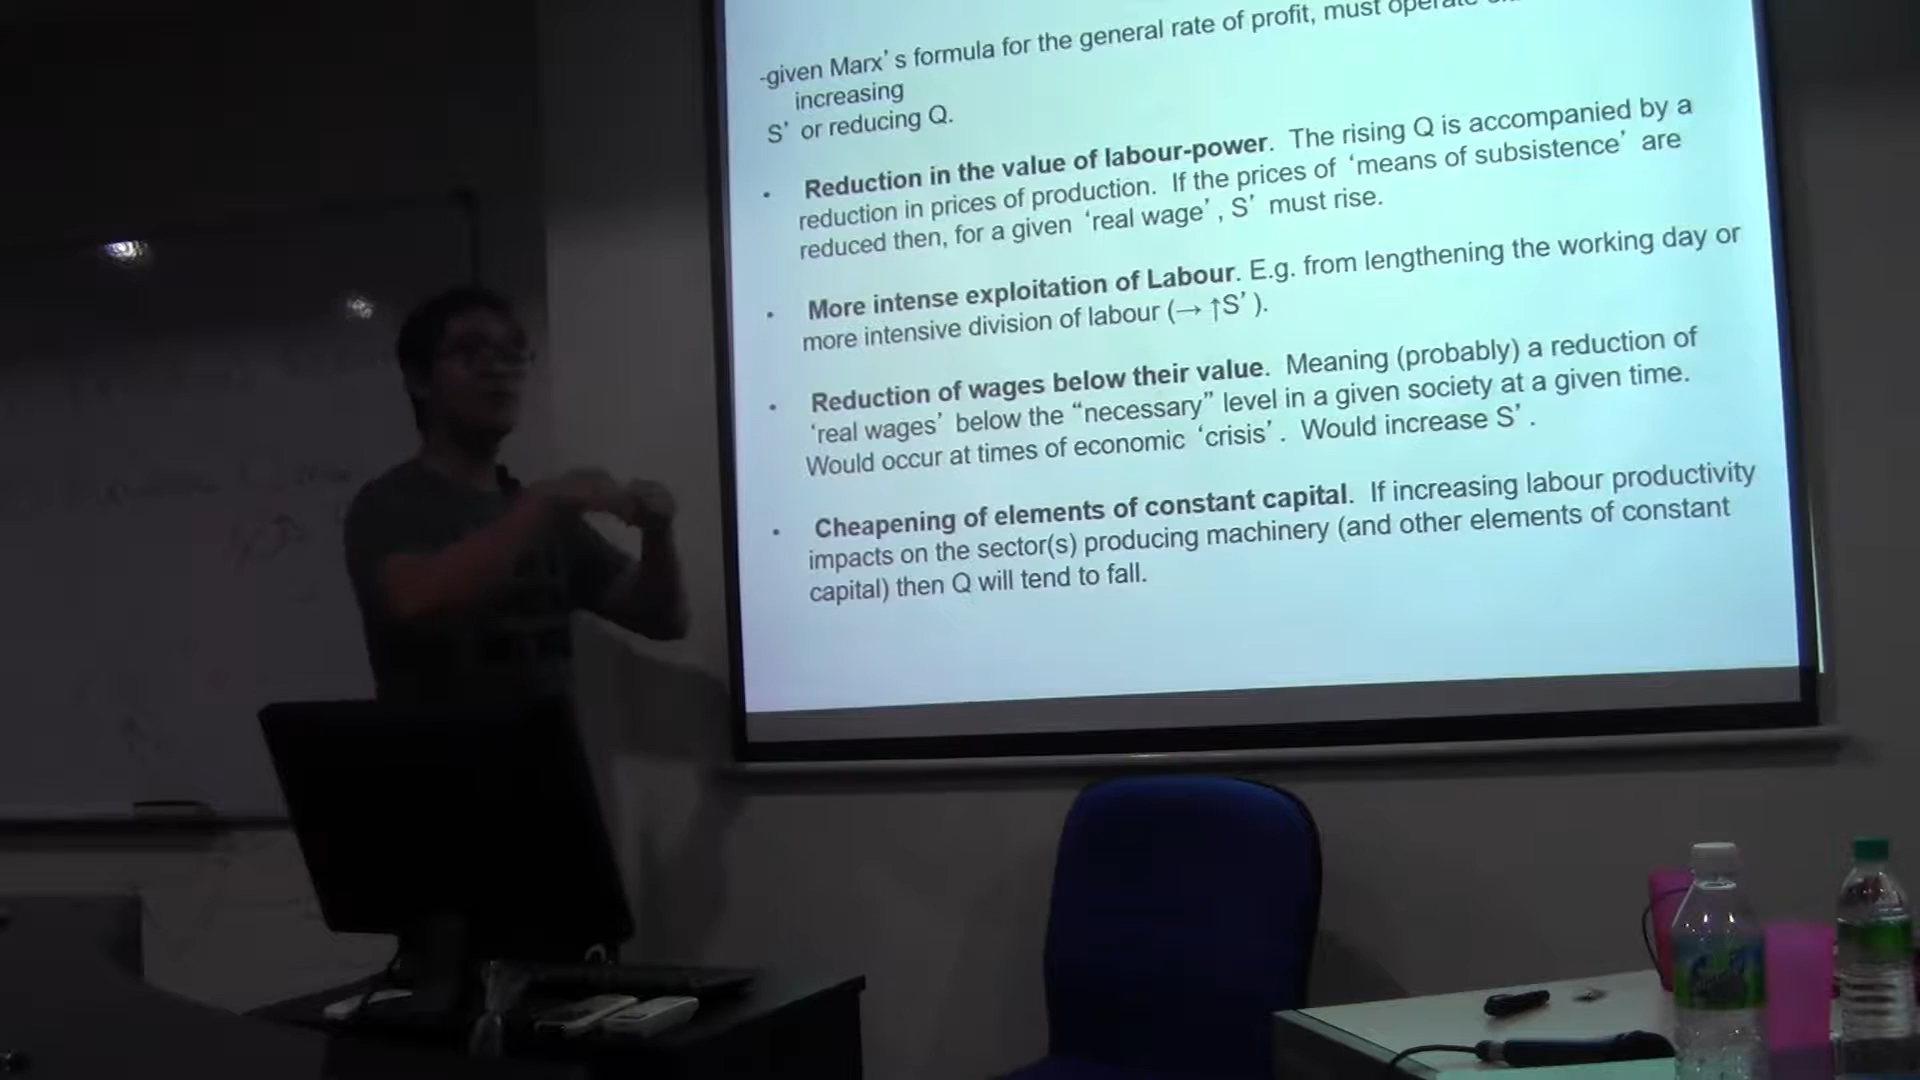 -given Marx's formula for the general rate of profit, must operate
increasing
S' or reducing Q.
• Reduction in the value of labour-power. The rising Q is accompanied by a
reduction in prices of production. If the prices of 'means of subsistence' are
reduced then, for a given 'real wage', S' must rise.
• More intense exploitation of Labour. E.g. from lengthening the working day or
more intensive division of labour (→ ↑S').
• Reduction of wages below their value. Meaning (probably) a reduction of
'real wages' below the “necessary” level in a given society at a given time.
Would occur at times of economic 'crisis'. Would increase S'.
• Cheapening of elements of constant capital. If increasing labour productivity
impacts on the sector(s) producing machinery (and other elements of constant
capital) then Q will tend to fall.